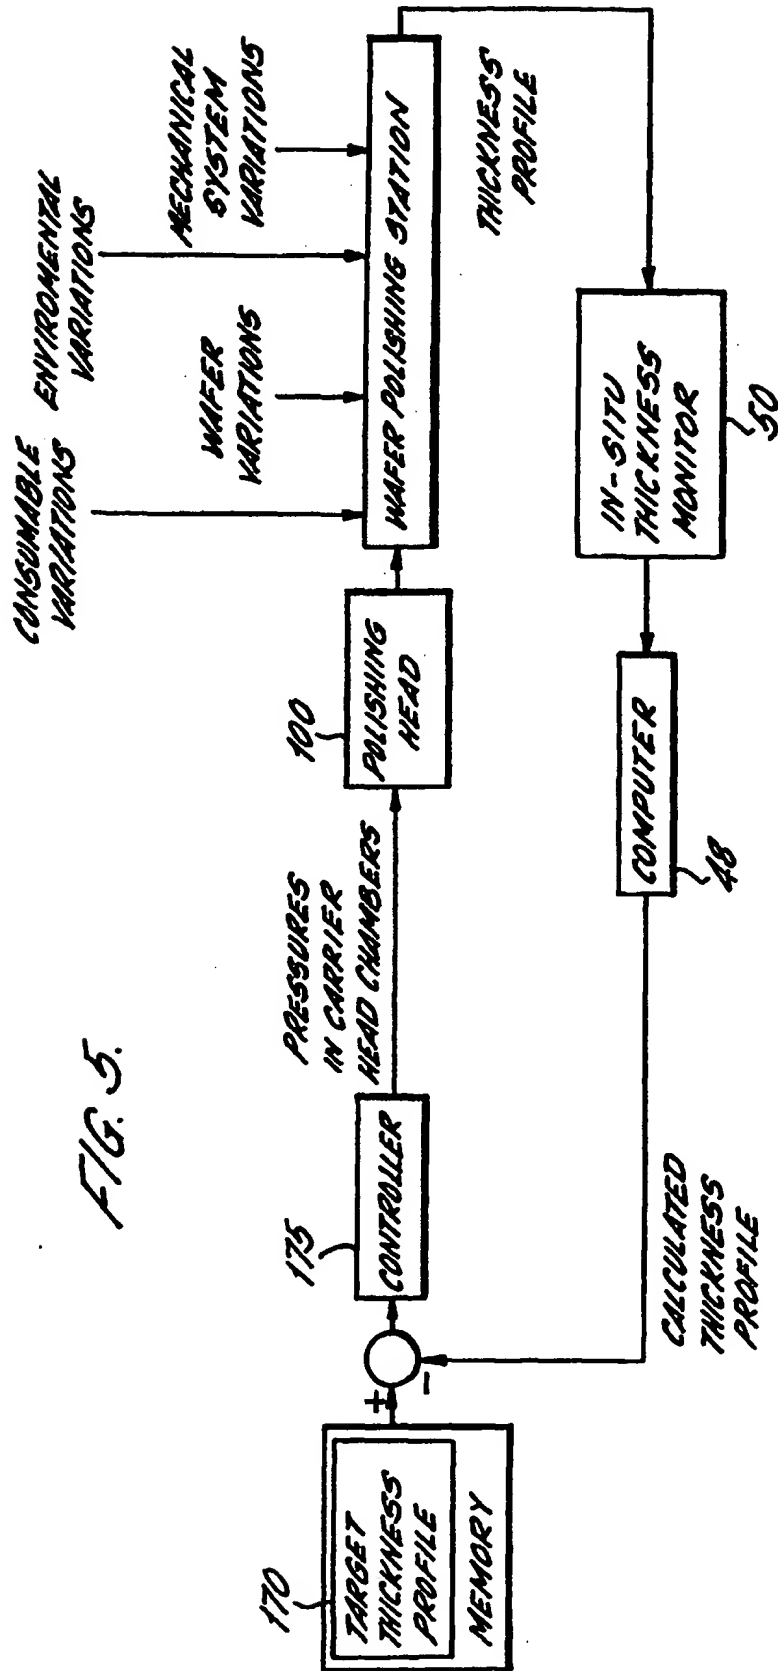 FIG. 5.
CONSUMABLE
VARIATIONS
ENVIROMENTAL
VARIATIONS
WAFER
VARIATIONS
MECHANICAL
SYSTEM
VARIATIONS
170
TARGET
THICKNESS
PROFILE
MEMORY
+
-
175
CONTROLLER
PRESSURES
IN CARRIER
HEAD CHAMBERS
100
POLISHING
HEAD
WAFER POLISHING STATION
THICKNESS
PROFILE
IN-SITU
THICKNESS
MONITOR
50
COMPUTER
48
CALCULATED
THICKNESS
PROFILE